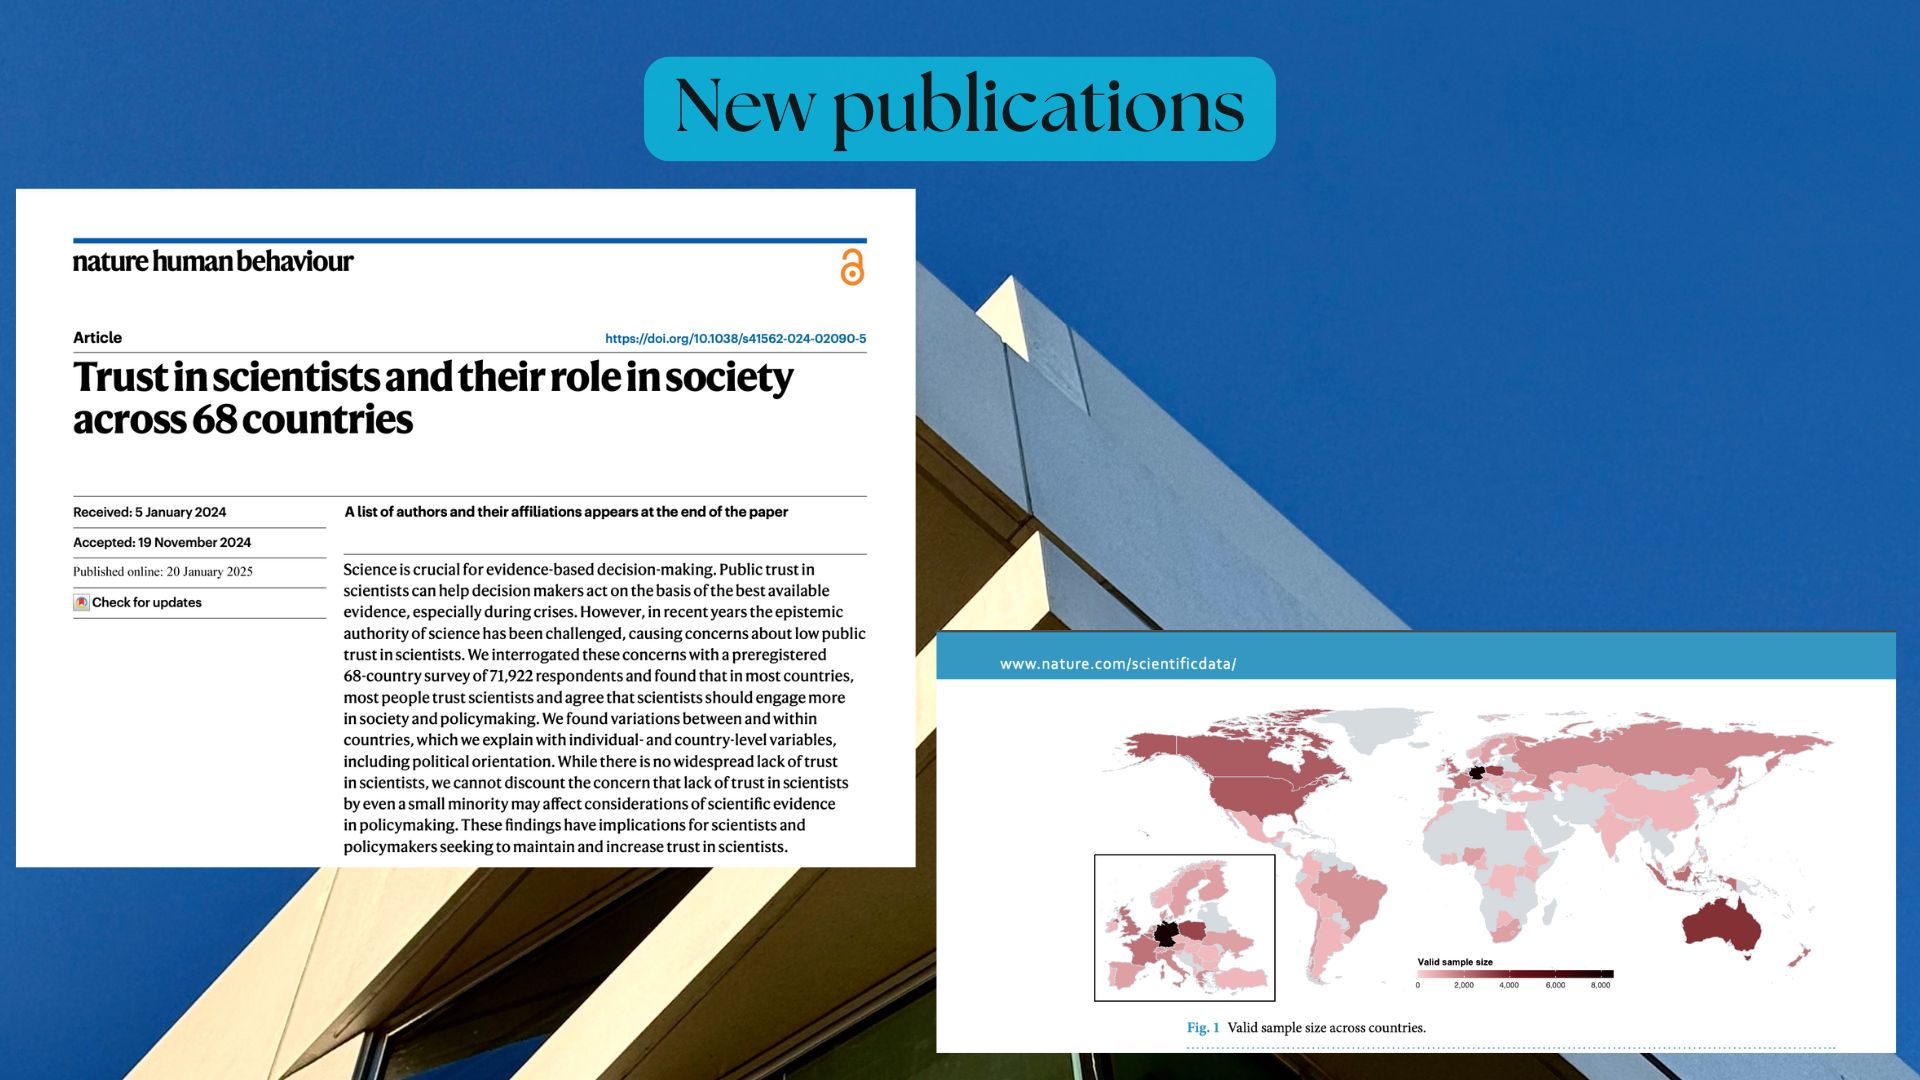 New publications
nature human behaviour
Article
https://doi.org/10.1038/s41562-024-02090-5
Trust in scientists and their role in society
across 68 countries
Received: 5 January 2024
Accepted: 19 November 2024
Published online: 20 January 2025
Check for updates
A list of authors and their affiliations appears at the end of the paper
Science is crucial for evidence-based decision-making. Public trust in
scientists can help decision makers act on the basis of the best available
evidence, especially during crises. However, in recent years the epistemic
authority of science has been challenged, causing concerns about low public
trust in scientists. We interrogated these concerns with a preregistered
68-country survey of 71,922 respondents and found that in most countries,
most people trust scientists and agree that scientists should engage more
in society and policymaking. We found variations between and within
countries, which we explain with individual- and country-level variables,
including political orientation. While there is no widespread lack of trust
in scientists, we cannot discount the concern that lack of trust in scientists
by even a small minority may affect considerations of scientific evidence
in policymaking. These findings have implications for scientists and
policymakers seeking to maintain and increase trust in scientists.
www.nature.com/scientificdata/
Valid sample size
0 2,000 4,000 6,000 8,000
Fig. 1 Valid sample size across countries.